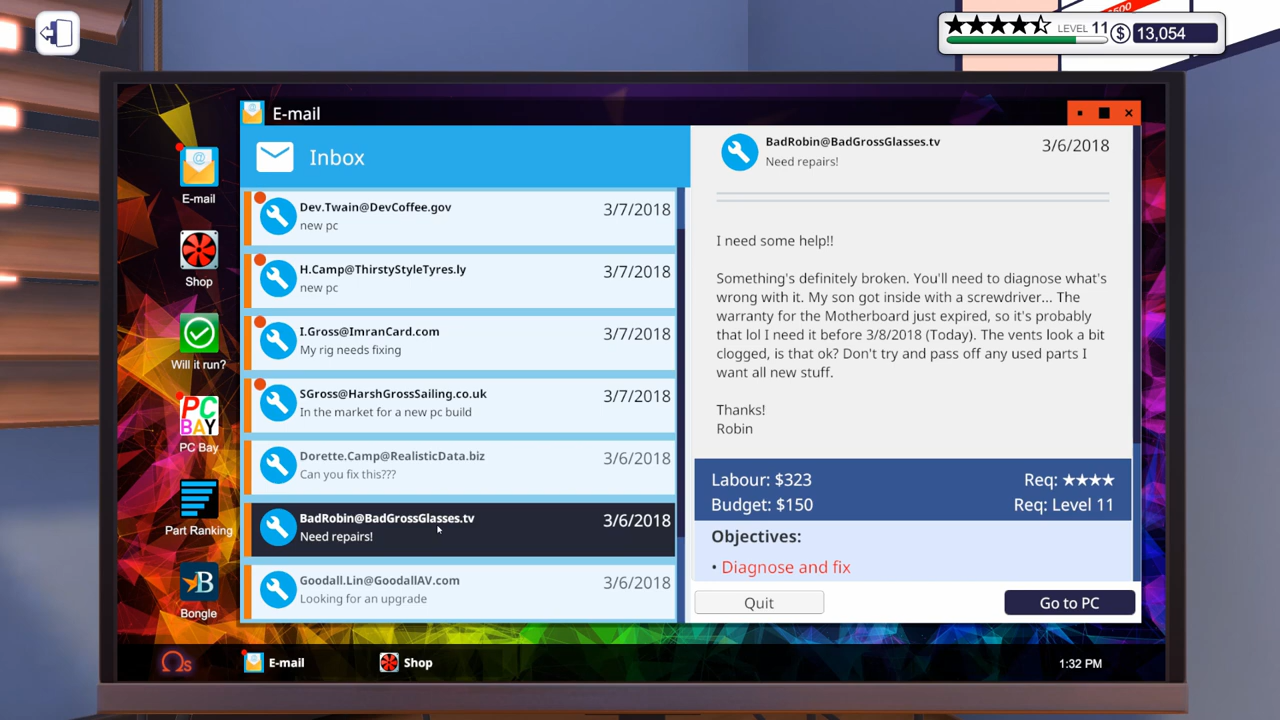 500
LEVEL 11
$ 13,054
E-mail
Inbox
Dev.Twain@DevCoffee.gov 3/7/2018
new pc
H.Camp@ThirstyStyleTyres.ly 3/7/2018
new pc
I.Gross@ImranCard.com 3/7/2018
My rig needs fixing
SGross@HarshGrossSailing.co.uk 3/7/2018
In the market for a new pc build
Dorette.Camp@RealisticData.biz 3/6/2018
Can you fix this???
BadRobin@BadGrossGlasses.tv 3/6/2018
Need repairs!
Goodall.Lin@GoodallAV.com 3/6/2018
Looking for an upgrade
BadRobin@BadGrossGlasses.tv 3/6/2018
Need repairs!
I need some help!!
Something's definitely broken. You'll need to diagnose what's
wrong with it. My son got inside with a screwdriver... The
warranty for the Motherboard just expired, so it's probably
that lol I need it before 3/8/2018 (Today). The vents look a bit
clogged, is that ok? Don't try and pass off any used parts I
want all new stuff.
Thanks!
Robin
Labour: $323 Req: ★★★★
Budget: $150 Req: Level 11
Objectives:
• Diagnose and fix
Quit
Go to PC
E-mail
Shop
Will it run?
PC
BAY
PC Bay
Part Ranking
B
Bongle
Ωs
E-mail
Shop
1:32 PM